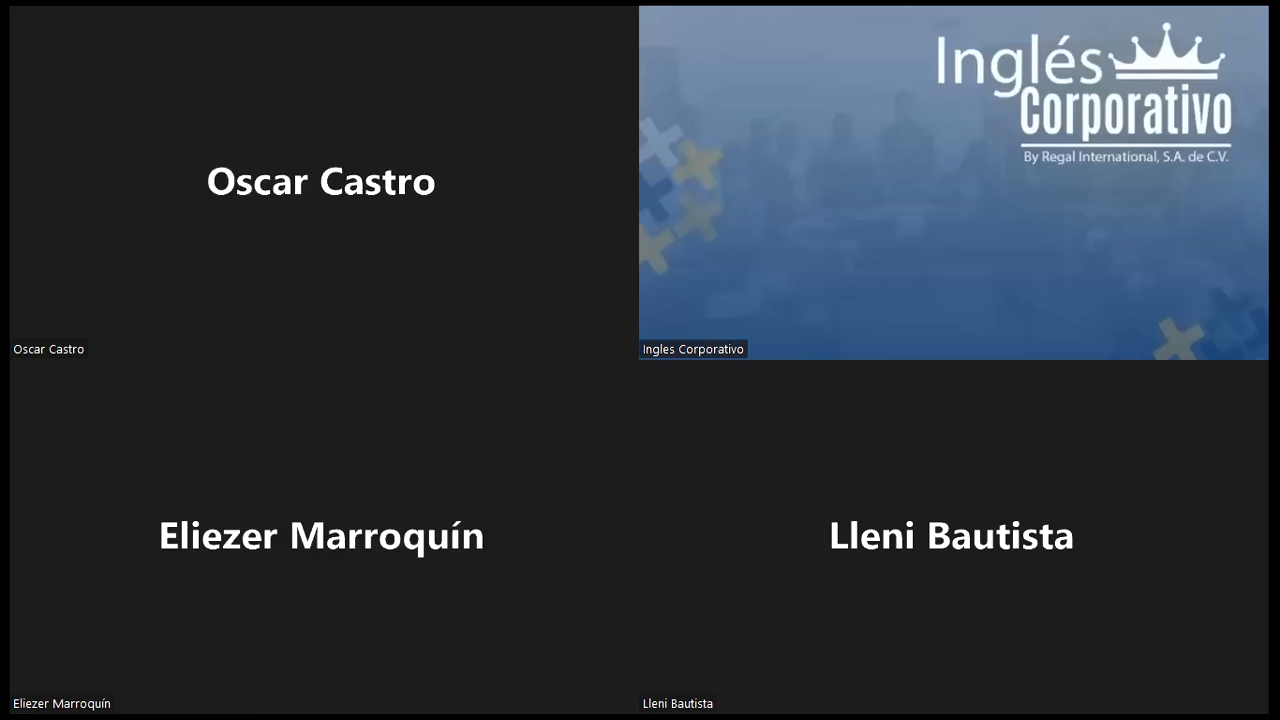 Oscar Castro
Oscar Castro
Inglés
Corporativo
By Regal International, S.A. de C.V.
Ingles Corporativo
Eliezer Marroquín
Eliezer Marroquín
Lleni Bautista
Lleni Bautista